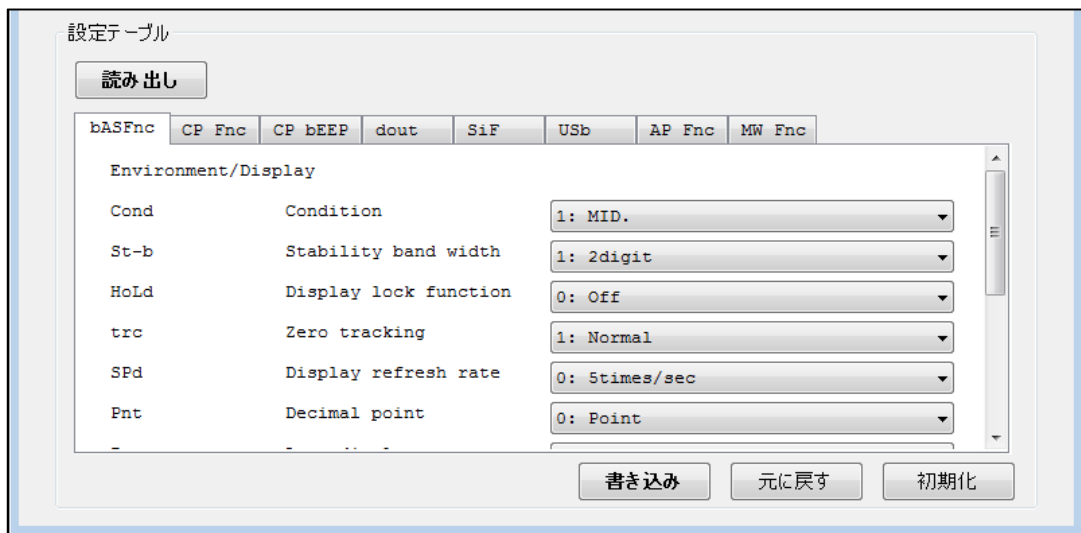 設定テーブル
読み出し
bASFnc CP Fnc CP bEEP dout SiF USb AP Fnc MW Fnc
Environment/Display
Cond Condition 1: MID.
St-b Stability band width 1: 2digit
HoLd Display lock function 0: Off
trc Zero tracking 1: Normal
SPd Display refresh rate 0: 5times/sec
Pnt Decimal point 0: Point
書き込み 元に戻す 初期化